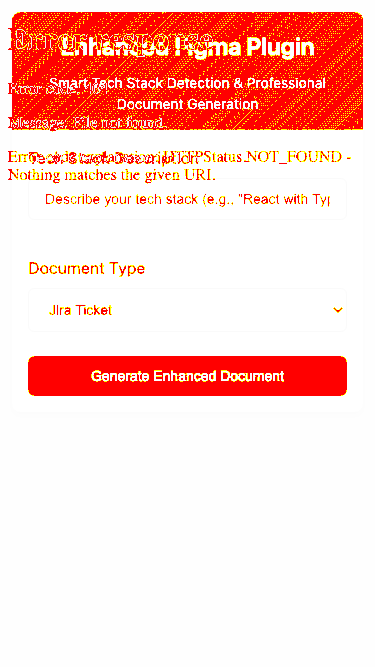 Error response
Enhanced Figma Plugin
Smart Tech Stack Detection & Professional
Document Generation
Error code: 404
Message: File not found.
Tech Stack Description
Error code explanation: HTTPStatus.NOT_FOUND -
Nothing matches the given URI.
Describe your tech stack (e.g., "React with Typ
Document Type
Jira Ticket
Generate Enhanced Document